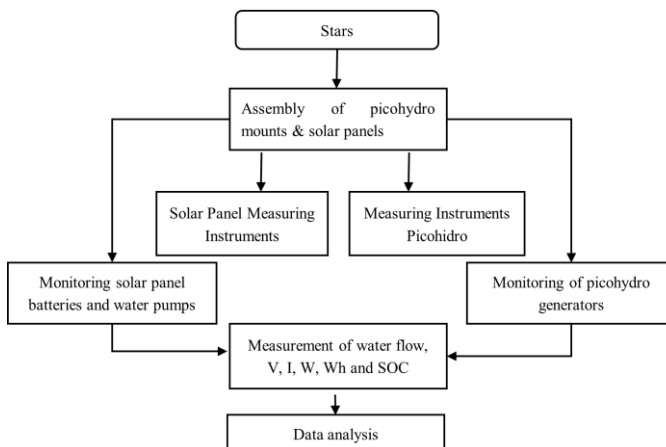 Stars
Assembly of picohydro
mounts & solar panels
Solar Panel Measuring
Instruments
Measuring Instruments
Picohidro
Monitoring solar panel
batteries and water pumps
Monitoring of picohydro
generators
Measurement of water flow,
V, I, W, Wh and SOC
Data analysis